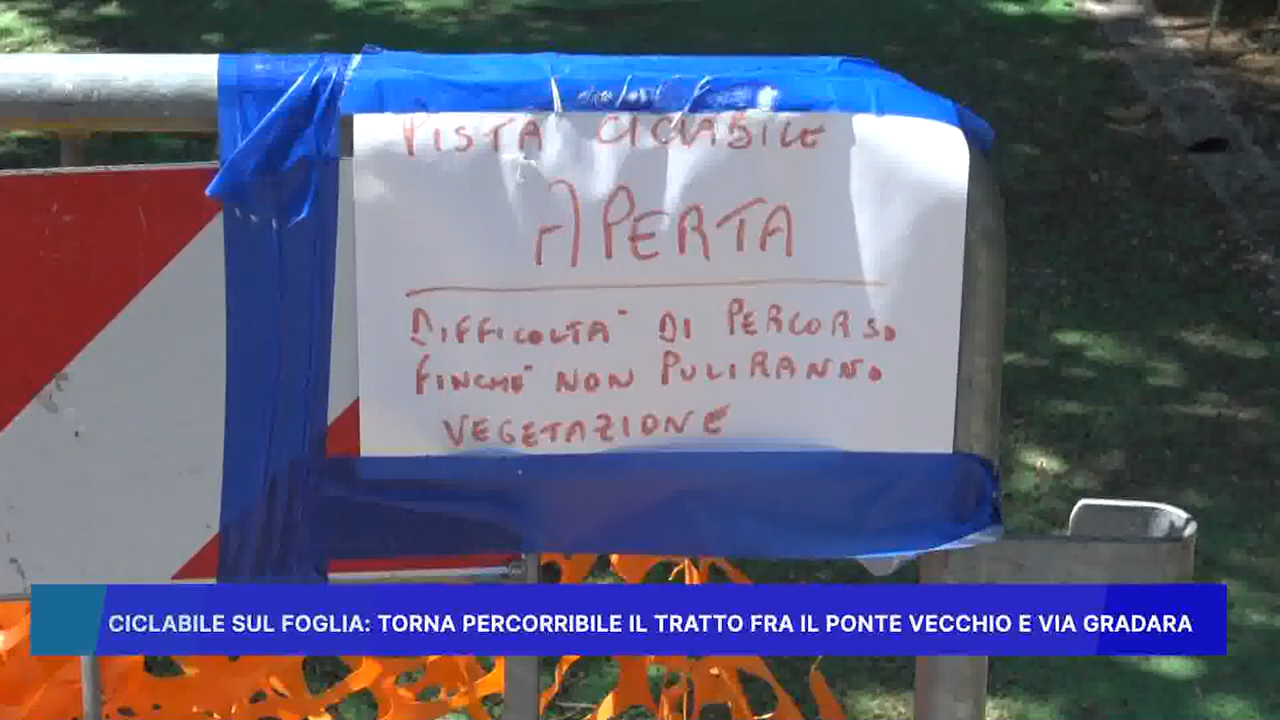 PISTA CICLABILE
APERTA
DIFFICOLTA' DI PERCORSO
FINCHE' NON PULIRANNO
VEGETAZIONE
CICLABILE SUL FOGLIA: TORNA PERCORRIBILE IL TRATTO FRA IL PONTE VECCHIO E VIA GRADARA